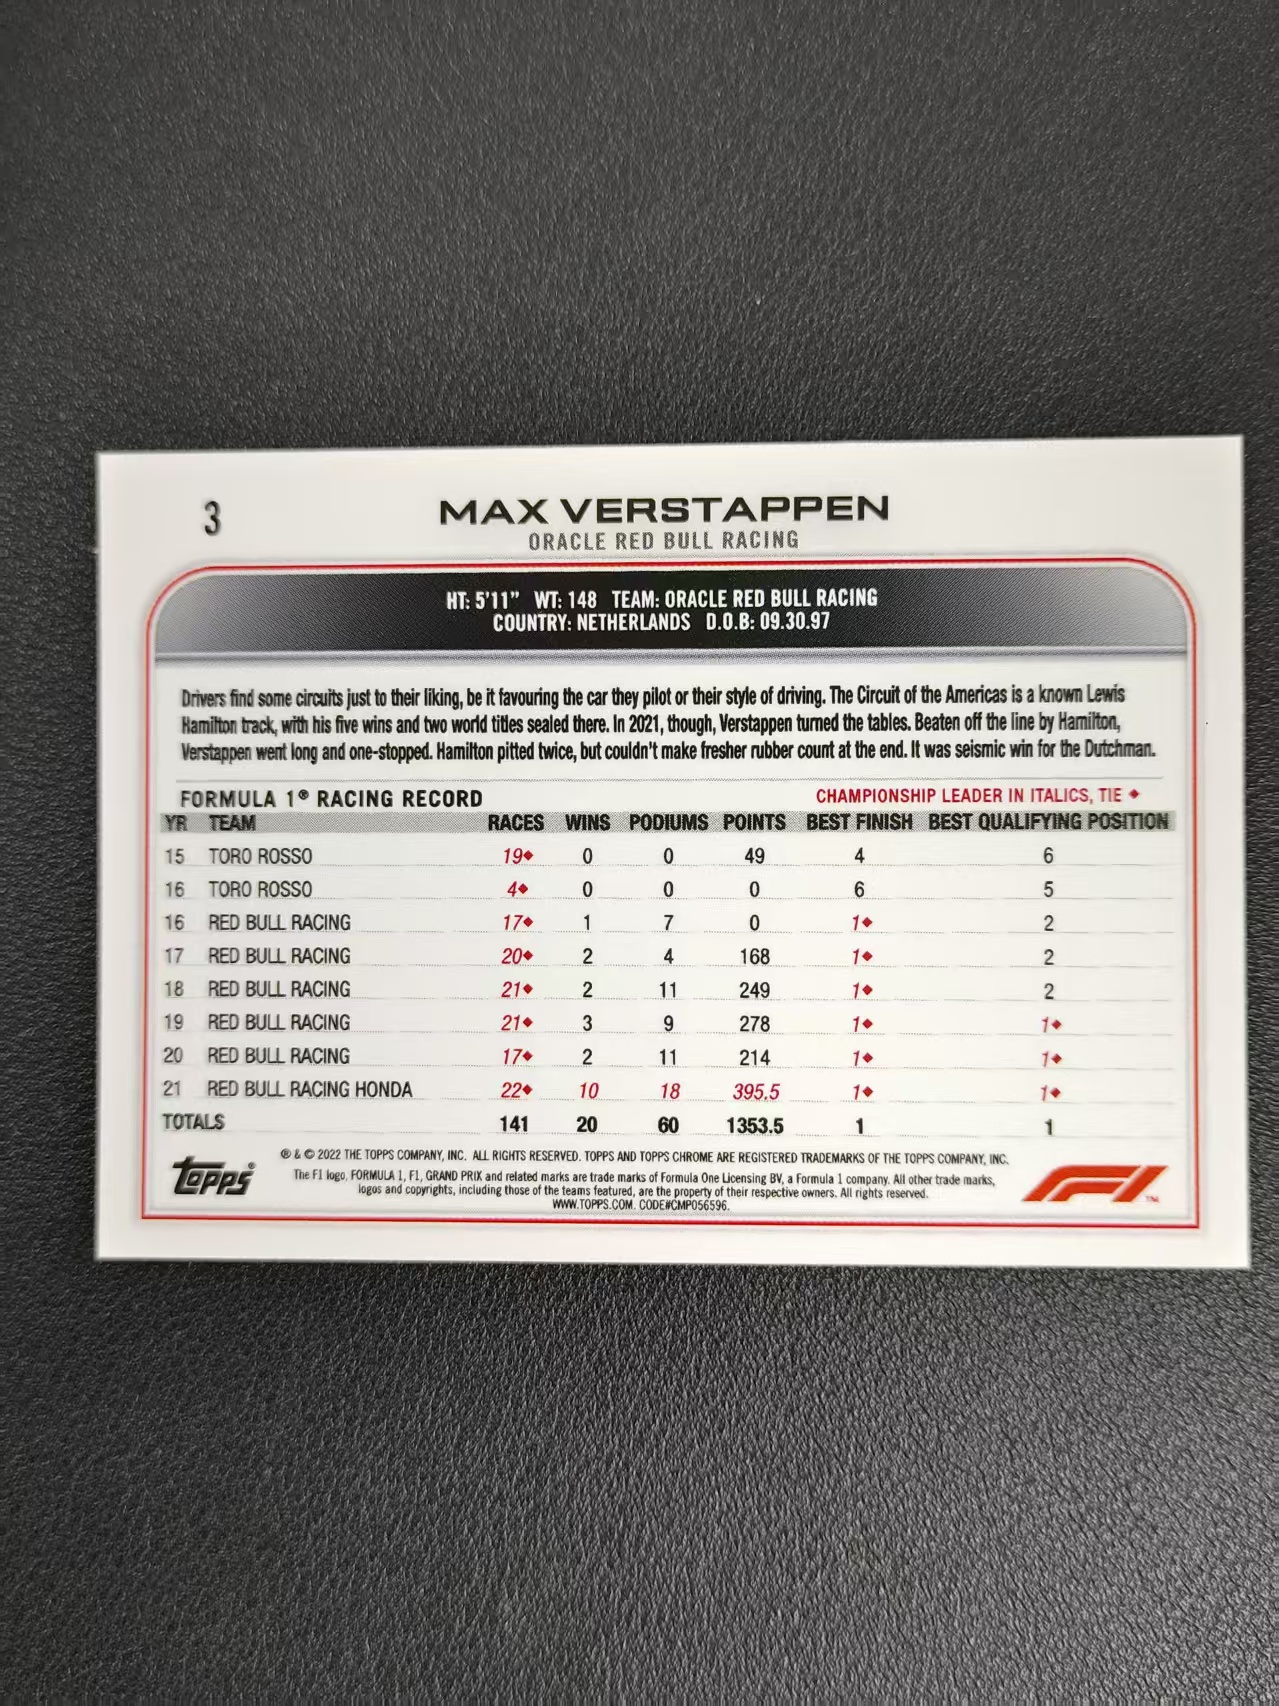 3
MAX VERSTAPPEN
ORACLE RED BULL RACING
HT: 5'11" WT: 148 TEAM: ORACLE RED BULL RACING
COUNTRY: NETHERLANDS D.O.B: 09.30.97
Drivers find some circuits just to their liking, be it favouring the car they pilot or their style of driving. The Circuit of the Americas is a known Lewis
Hamilton track, with his five wins and two world titles sealed there. In 2021, though, Verstappen turned the tables. Beaten off the line by Hamilton,
Verstappen went long and one-stopped. Hamilton pitted twice, but couldn't make fresher rubber count at the end. It was seismic win for the Dutchman.
FORMULA 1® RACING RECORD CHAMPIONSHIP LEADER IN ITALICS, TIE ◆
YR TEAM RACES WINS PODIUMS POINTS BEST FINISH BEST QUALIFYING POSITION
15 TORO ROSSO 19◆ 0 0 49 4 6
16 TORO ROSSO 4◆ 0 0 0 6 5
16 RED BULL RACING 17◆ 1 7 0 1◆ 2
17 RED BULL RACING 20◆ 2 4 168 1◆ 2
18 RED BULL RACING 21◆ 2 11 249 1◆ 2
19 RED BULL RACING 21◆ 3 9 278 1◆ 1◆
20 RED BULL RACING 17◆ 2 11 214 1◆ 1◆
21 RED BULL RACING HONDA 22◆ 10 18 395.5 1◆ 1◆
TOTALS 141 20 60 1353.5 1 1
® & © 2022 THE TOPPS COMPANY, INC. ALL RIGHTS RESERVED. TOPPS AND TOPPS CHROME ARE REGISTERED TRADEMARKS OF THE TOPPS COMPANY, INC.
The F1 logo, FORMULA 1, F1, GRAND PRIX and related marks are trade marks of Formula One Licensing BV, a Formula 1 company. All other trade marks,
logos and copyrights, including those of the teams featured, are the property of their respective owners. All rights reserved.
WWW.TOPPS.COM. CODE#CMP056596.
topps
F1™